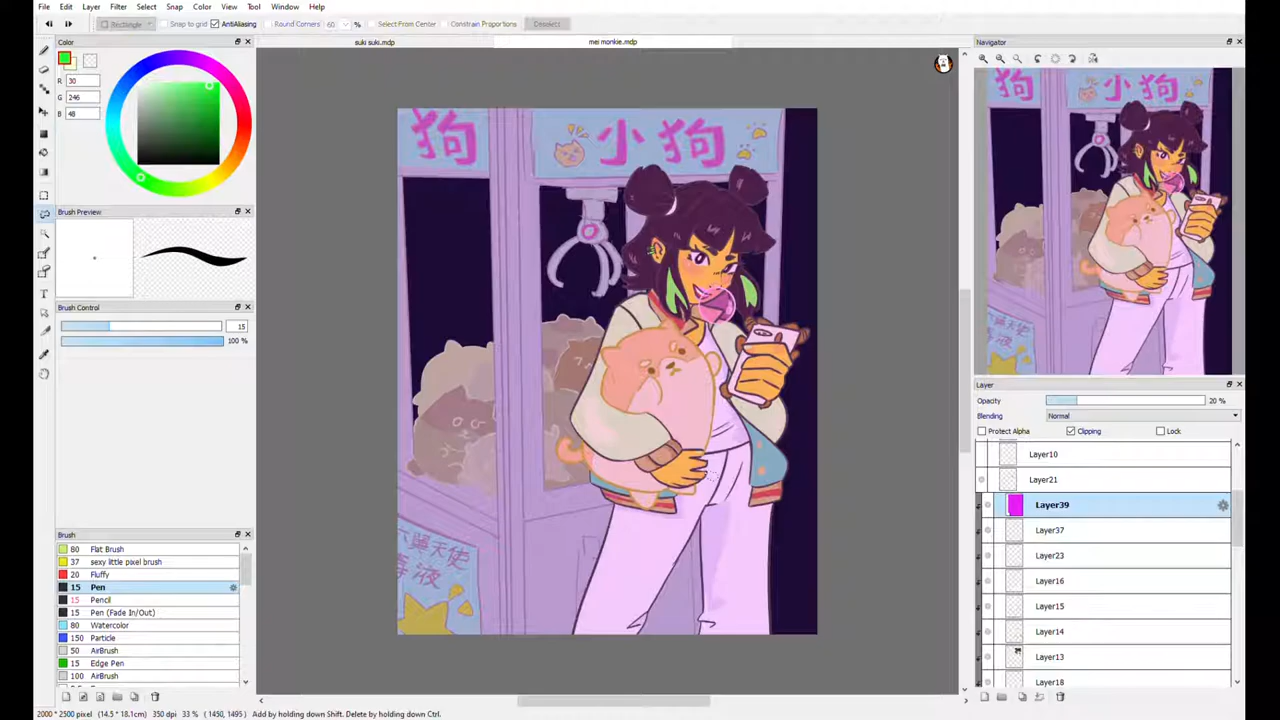 File Edit Layer Filter Select Snap Color View Tool Window Help
Rectangle Snap to grid AntiAliasing Round Corners 60 % Select From Center Constrain Proportions Deselect
Color
suki suki.mdp
mei monkie.mdp
Navigator
R 30
G 246
B 48
狗
小狗
Brush Preview
Brush Control
15
100 %
Layer
Opacity 20 %
Blending Normal
Protect Alpha Clipping Lock
Layer10
Layer21
Layer39
Layer37
Layer23
Layer16
Layer15
Layer14
Layer13
Layer18
天使
液
Brush
80 Flat Brush
37 sexy little pixel brush
20 Fluffy
15 Pen
15 Pencil
15 Pen (Fade In/Out)
80 Watercolor
150 Particle
50 AirBrush
15 Edge Pen
100 AirBrush
2000 * 2500 pixel (14.5 * 18.1cm) 350 dpi 33 % ( 1450, 1495) Add by holding down Shift. Delete by holding down Ctrl.